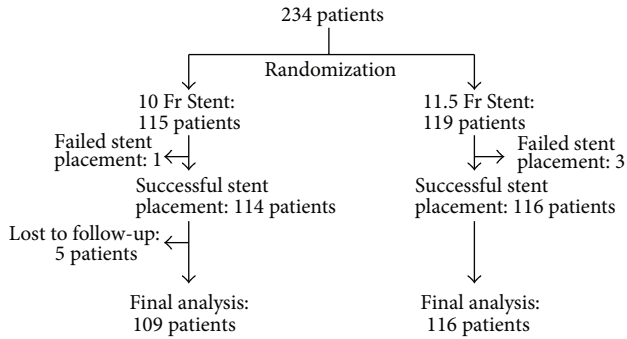 234 patients
Randomization
10 Fr Stent:
115 patients
11.5 Fr Stent:
119 patients
Failed stent
placement: 1
Failed stent
placement: 3
Successful stent
placement: 114 patients
Successful stent
placement: 116 patients
Lost to follow-up:
5 patients
Final analysis:
109 patients
Final analysis:
116 patients